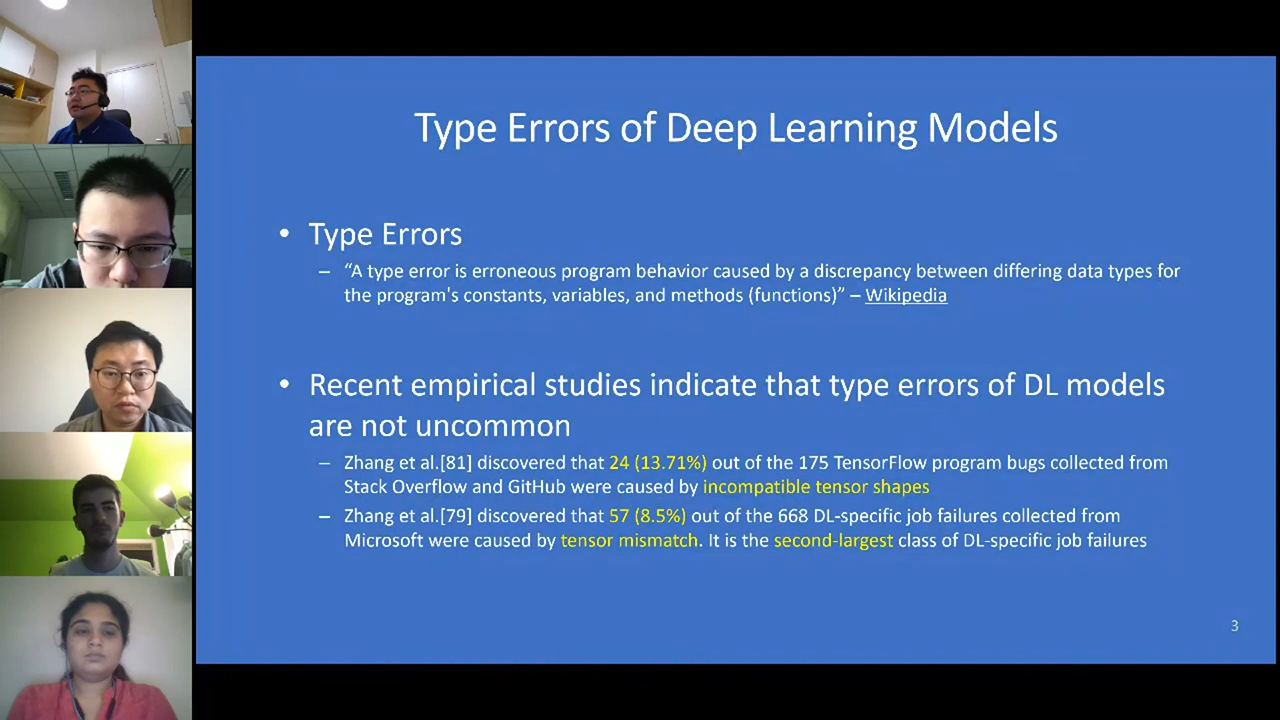 Type Errors of Deep Learning Models
• Type Errors
– “A type error is erroneous program behavior caused by a discrepancy between differing data types for
the program's constants, variables, and methods (functions)” – Wikipedia
• Recent empirical studies indicate that type errors of DL models
are not uncommon
– Zhang et al.[81] discovered that 24 (13.71%) out of the 175 TensorFlow program bugs collected from
Stack Overflow and GitHub were caused by incompatible tensor shapes
– Zhang et al.[79] discovered that 57 (8.5%) out of the 668 DL-specific job failures collected from
Microsoft were caused by tensor mismatch. It is the second-largest class of DL-specific job failures
3